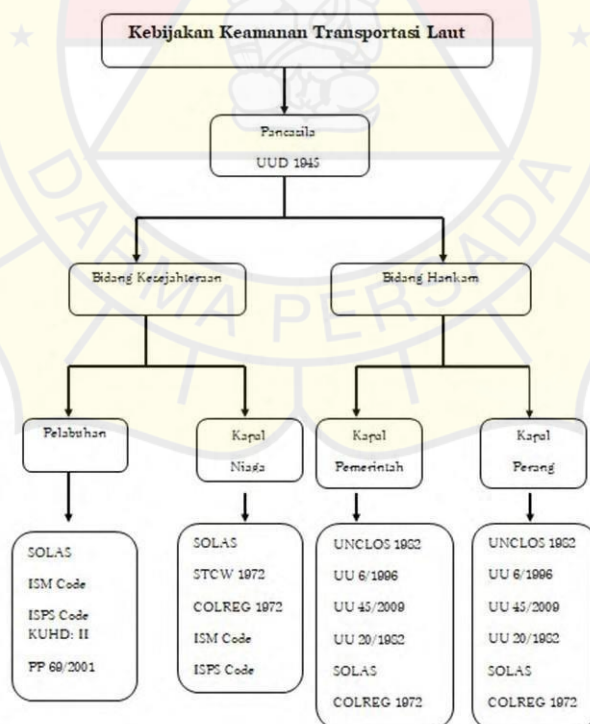 Kebijakan Keamanan Transportasi Laut
Pancasila
UUD 1945
Bidang Kesejahteraan
Bidang Hankam
DARMA PERSADA
Pelabuhan
Kapal
Niaga
Kapal
Pemerintah
Kapal
Perang
SOLAS
ISM Code
ISPS Code
KUHD: II
PP 69/2001
SOLAS
STCW 1972
COLREG 1972
ISM Code
ISPS Code
UNCLOS 1982
UU 6/1996
UU 45/2009
UU 20/1982
SOLAS
COLREG 1972
UNCLOS 1982
UU 6/1996
UU 45/2009
UU 20/1982
SOLAS
COLREG 1972